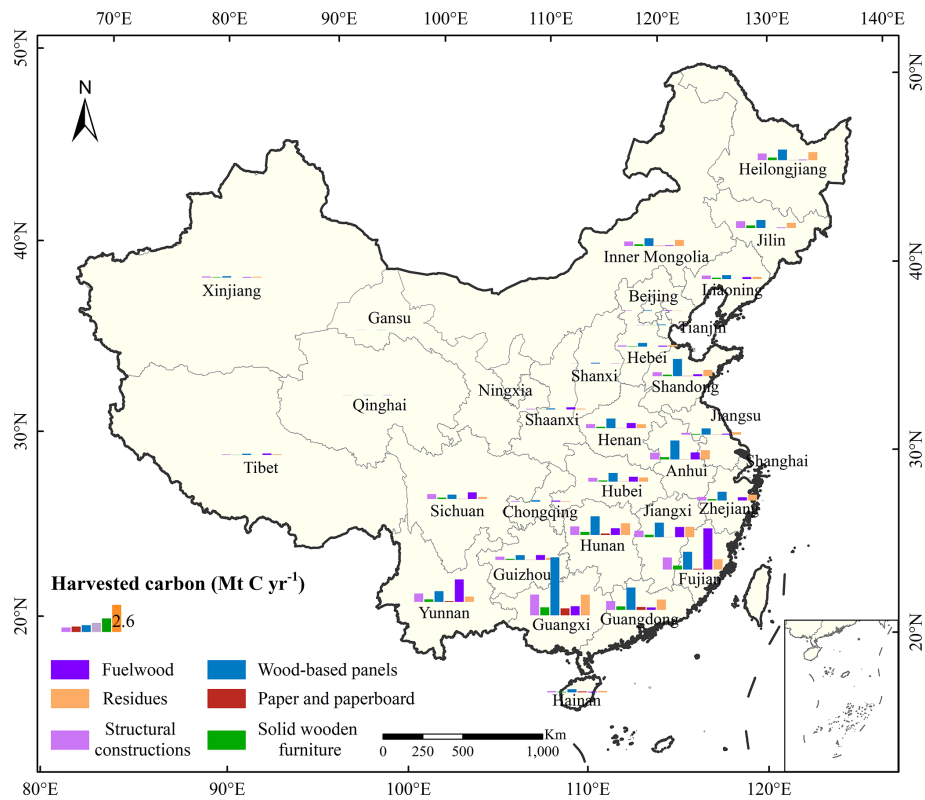 70°E 80°E 90°E 100°E 110°E 120°E 130°E 140°E
50°N
50°N
N
Heilongjiang
Jilin
40°N
40°N
Inner Mongolia
Xinjiang
Liaoning
Beijing
Gansu
Tianjin
Hebei
Shanxi
Shandong
Ningxia
Qinghai
Shaanxi
Jiangsu
30°N
30°N
Henan
Tibet
Anhui
Shanghai
Hubei
Sichuan
Chongqing
Jiangxi
Zhejiang
Hunan
Guizhou
Fujian
Harvested carbon (Mt C yr-1)
2.6
Yunnan
Guangxi
Guangdong
20°N
20°N
Fuelwood
Wood-based panels
Residues
Paper and paperboard
Hainan
Structural
constructions
Solid wooden
furniture
Km
0 250 500 1,000
80°E 90°E 100°E 110°E 120°E